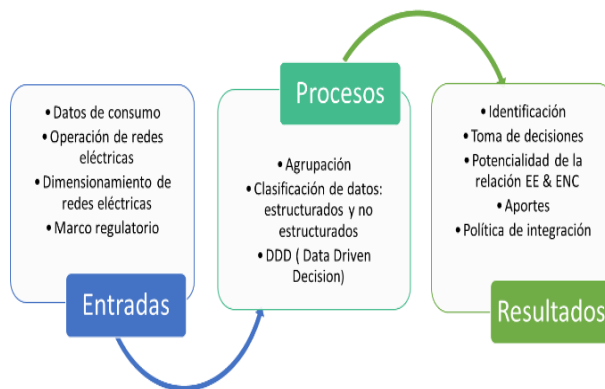 • Datos de consumo
• Operación de redes
eléctricas
• Dimensionamiento de
redes eléctricas
• Marco regulatorio
Entradas
Procesos
• Agrupación
• Clasificación de datos:
estructurados y no
estructurados
• DDD ( Data Driven
Decision)
• Identificación
• Toma de decisiones
• Potencialidad de la
relación EE & ENC
• Aportes
• Política de integración
Resultados